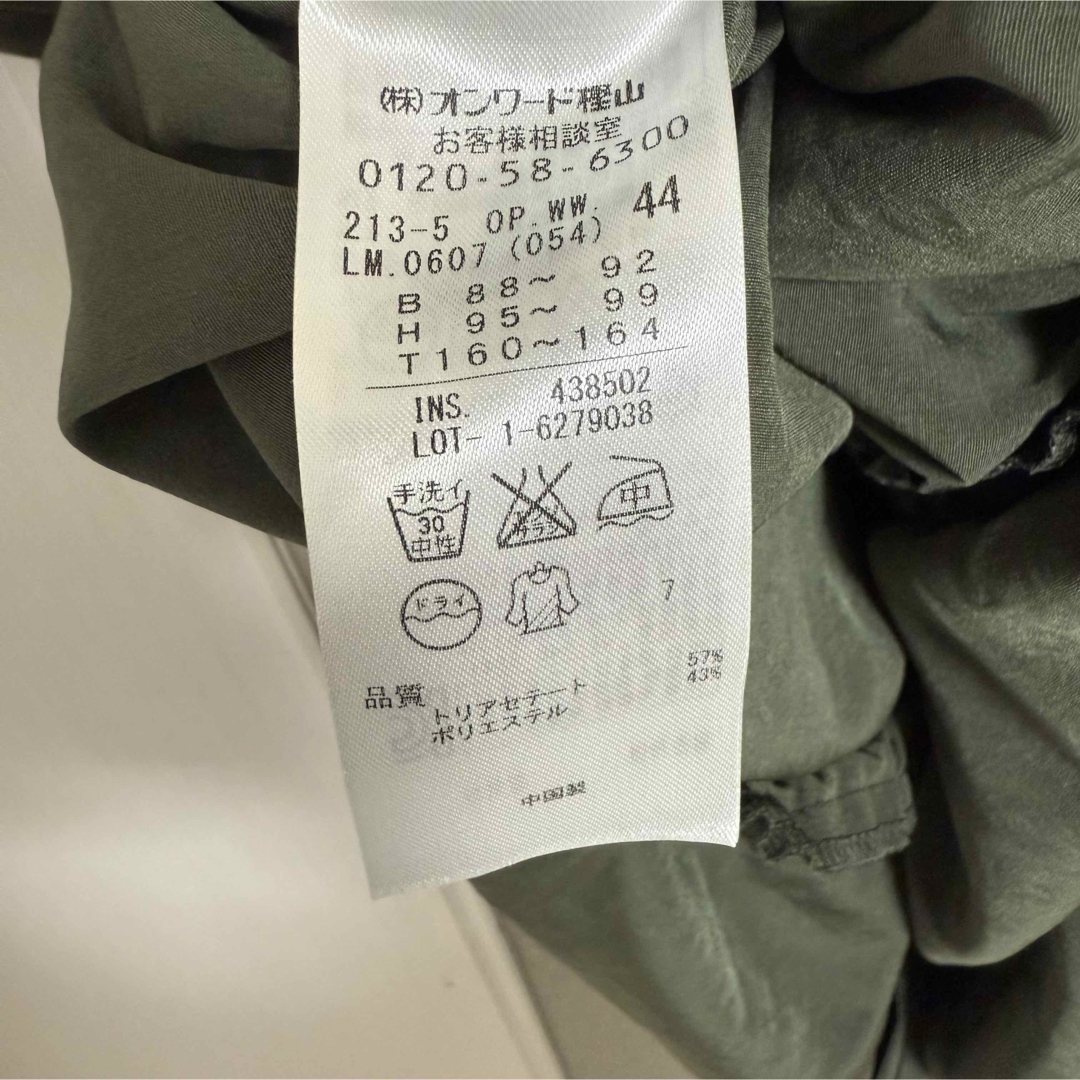 (株)オンワード樫山
お客様相談室
0120-58-6300
213-5 OP.WW. 44
LM.0607 (054)
B 88～ 92
H 95～ 99
T160～164
INS. 438502
LOT- 1-6279038
手洗イ
30
中性
中
ドライ
7
品質
トリアセテート 57%
ポリエステル 43%
中国製